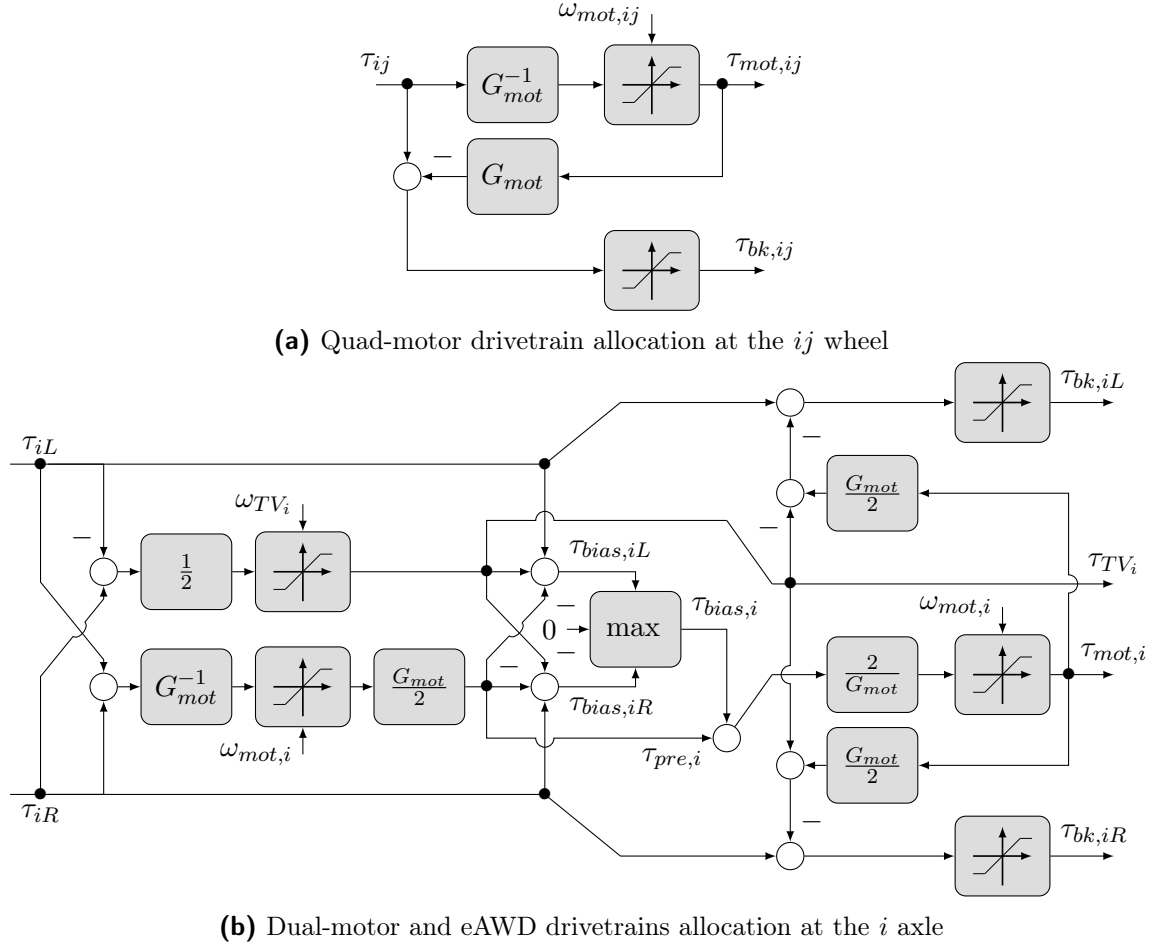 ω_{mot,ij}
τ_{ij}
G_{mot}^{-1}
τ_{mot,ij}
−
G_{mot}
τ_{bk,ij}
(a) Quad-motor drivetrain allocation at the ij wheel
τ_{bk,iL}
τ_{iL}
−
G_{mot}/2
ω_{TV_i}
−
−
τ_{bias,iL}
τ_{TV_i}
1/2
−
τ_{bias,i}
ω_{mot,i}
0
max
−
G_{mot}^{-1}
G_{mot}/2
−
2/G_{mot}
τ_{mot,i}
τ_{bias,iR}
ω_{mot,i}
τ_{pre,i}
G_{mot}/2
τ_{iR}
−
τ_{bk,iR}
(b) Dual-motor and eAWD drivetrains allocation at the i axle